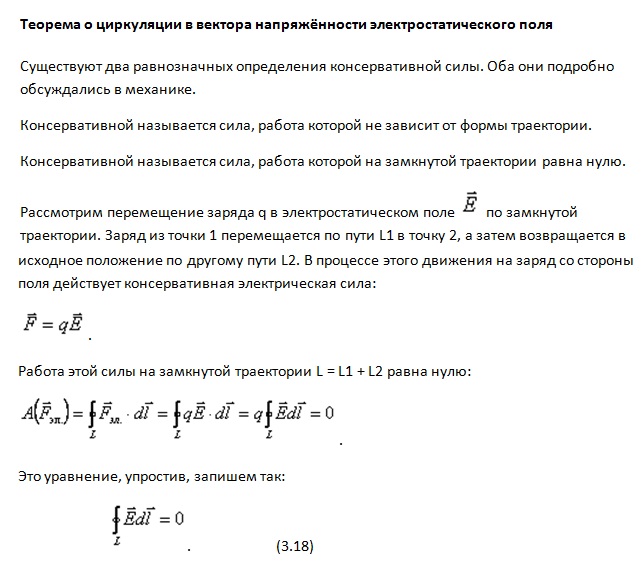 Теорема о циркуляции в вектора напряжённости электростатического поля
Существуют два равнозначных определения консервативной силы. Оба они подробно
обсуждались в механике.
Консервативной называется сила, работа которой не зависит от формы траектории.
Консервативной называется сила, работа которой на замкнутой траектории равна нулю.
Рассмотрим перемещение заряда q в электростатическом поле $\vec{E}$ по замкнутой
траектории. Заряд из точки 1 перемещается по пути L1 в точку 2, а затем возвращается в
исходное положение по другому пути L2. В процессе этого движения на заряд со стороны
поля действует консервативная электрическая сила:
$\vec{F} = q\vec{E}$.
Работа этой силы на замкнутой траектории L = L1 + L2 равна нулю:
$A(\vec{F}_{эл.}) = \oint_L \vec{F}_{эл.} \cdot d\vec{l} = \oint_L q\vec{E} \cdot d\vec{l} = q\oint_L \vec{E}d\vec{l} = 0$.
Это уравнение, упростив, запишем так:
$\oint_L \vec{E}d\vec{l} = 0$. (3.18)